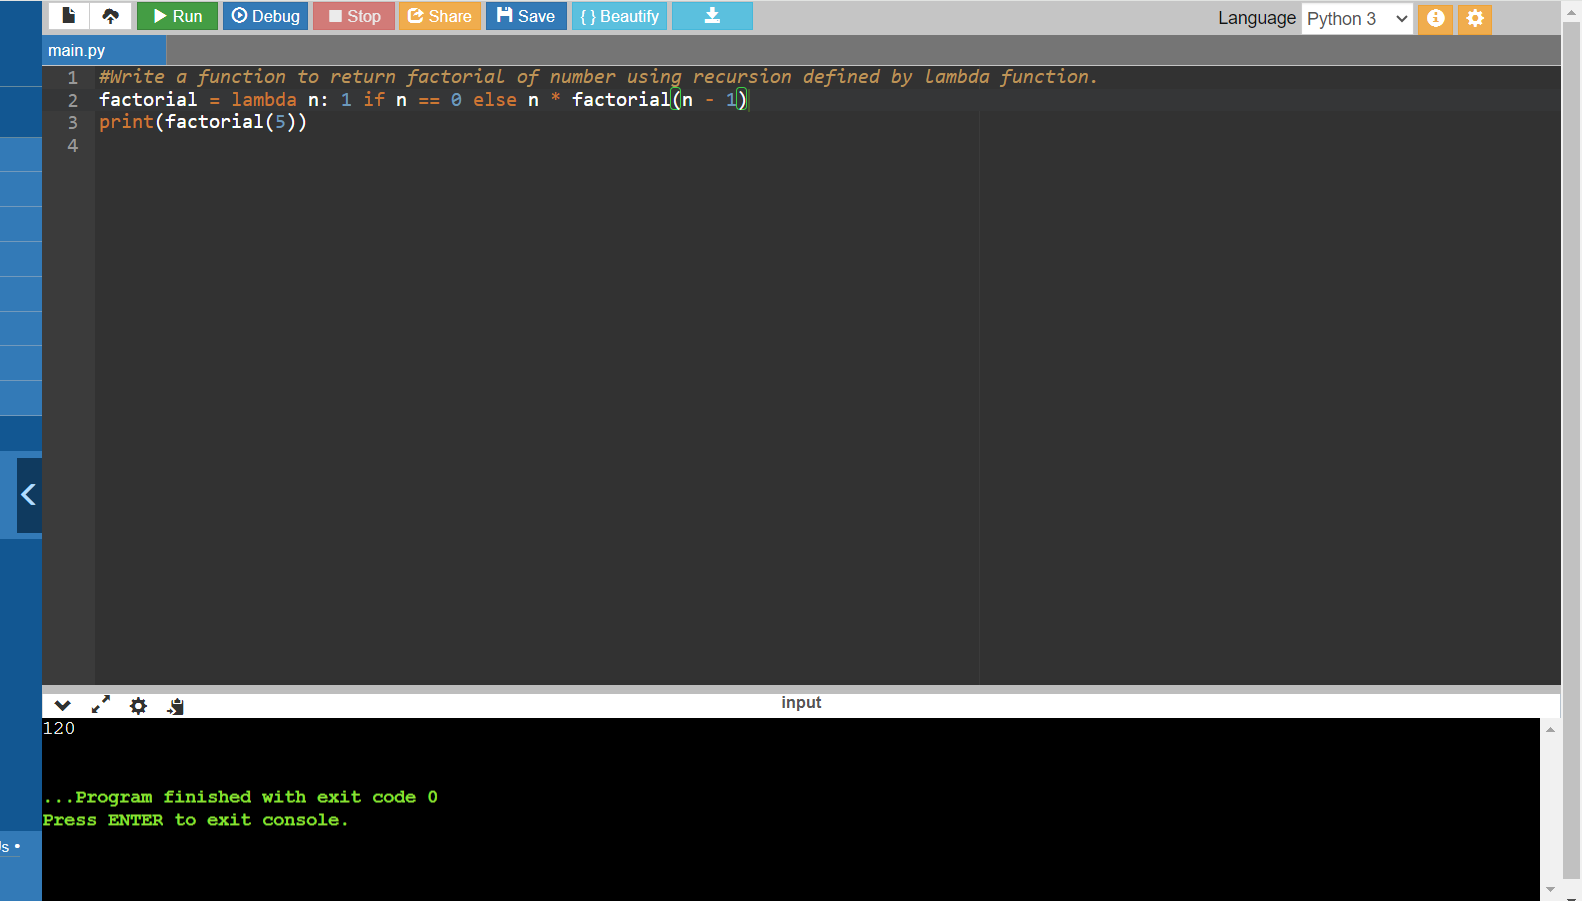 Run Debug Stop Share Save { } Beautify Language Python 3
main.py
1 #Write a function to return factorial of number using recursion defined by lambda function.
2 factorial = lambda n: 1 if n == 0 else n * factorial(n - 1)
3 print(factorial(5))
4
input
120
...Program finished with exit code 0
Press ENTER to exit console.